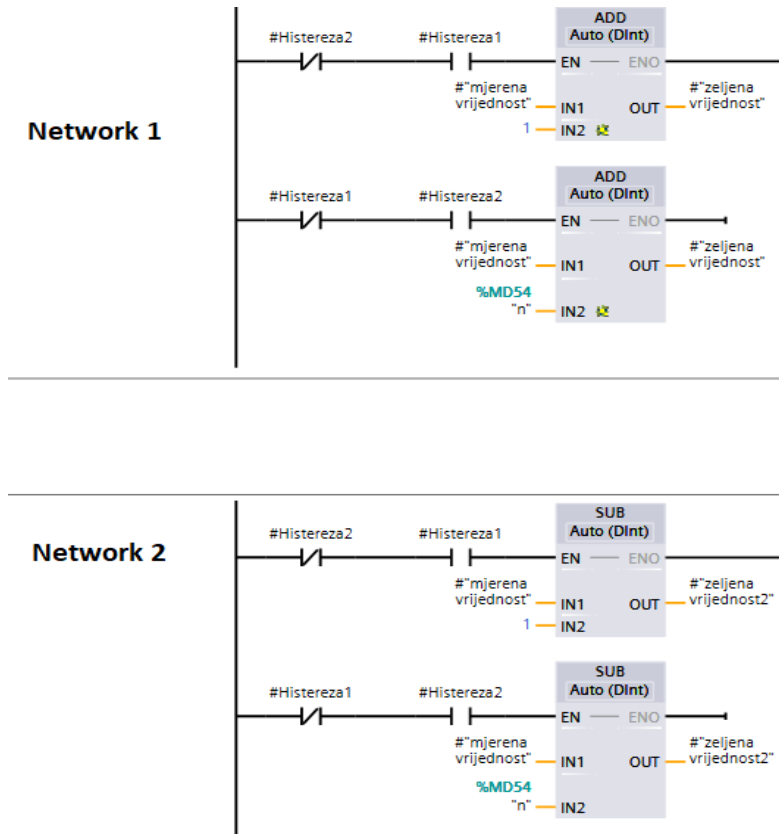 #Histereza2
#Histereza1
ADD
Auto (DInt)
EN
ENO
#"mjerena
vrijednost"
IN1
OUT
#"zeljena
vrijednost"
1
IN2
Network 1
#Histereza1
#Histereza2
ADD
Auto (DInt)
EN
ENO
#"mjerena
vrijednost"
IN1
OUT
#"zeljena
vrijednost"
%MD54
"n"
IN2
Network 2
#Histereza2
#Histereza1
SUB
Auto (DInt)
EN
ENO
#"mjerena
vrijednost"
IN1
OUT
#"zeljena
vrijednost2"
1
IN2
#Histereza1
#Histereza2
SUB
Auto (DInt)
EN
ENO
#"mjerena
vrijednost"
IN1
OUT
#"zeljena
vrijednost2"
%MD54
"n"
IN2